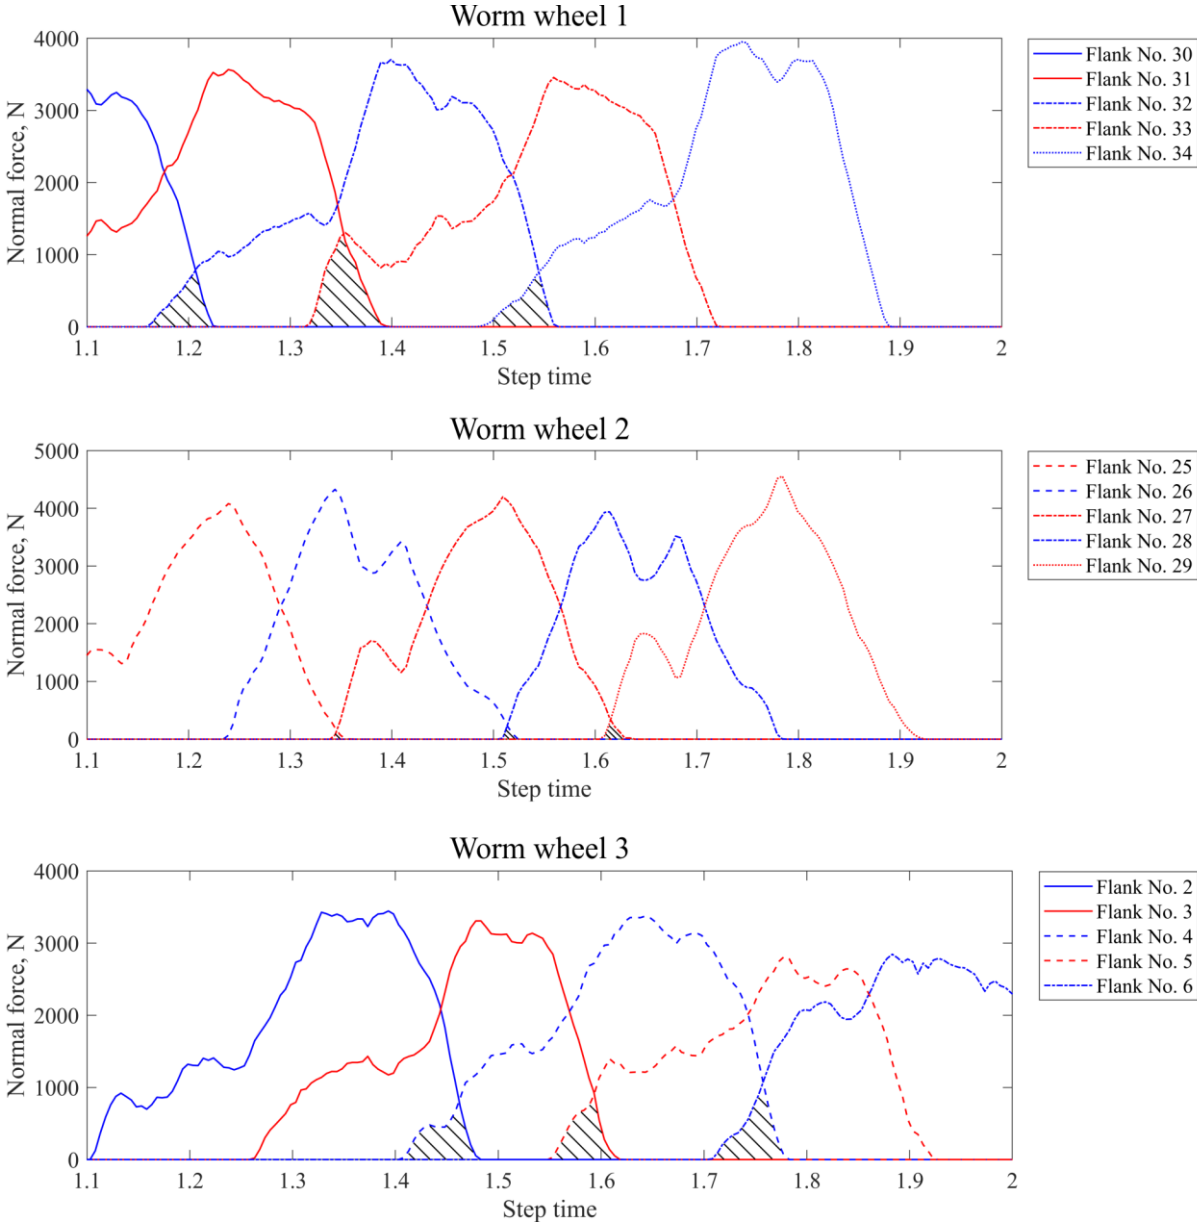 Worm wheel 1
Normal force, N
4000
3000
2000
1000
0
1.1 1.2 1.3 1.4 1.5 1.6 1.7 1.8 1.9 2
Step time
Flank No. 30
Flank No. 31
Flank No. 32
Flank No. 33
Flank No. 34
Worm wheel 2
Normal force, N
5000
4000
3000
2000
1000
0
1.1 1.2 1.3 1.4 1.5 1.6 1.7 1.8 1.9 2
Step time
Flank No. 25
Flank No. 26
Flank No. 27
Flank No. 28
Flank No. 29
Worm wheel 3
Normal force, N
4000
3000
2000
1000
0
1.1 1.2 1.3 1.4 1.5 1.6 1.7 1.8 1.9 2
Step time
Flank No. 2
Flank No. 3
Flank No. 4
Flank No. 5
Flank No. 6